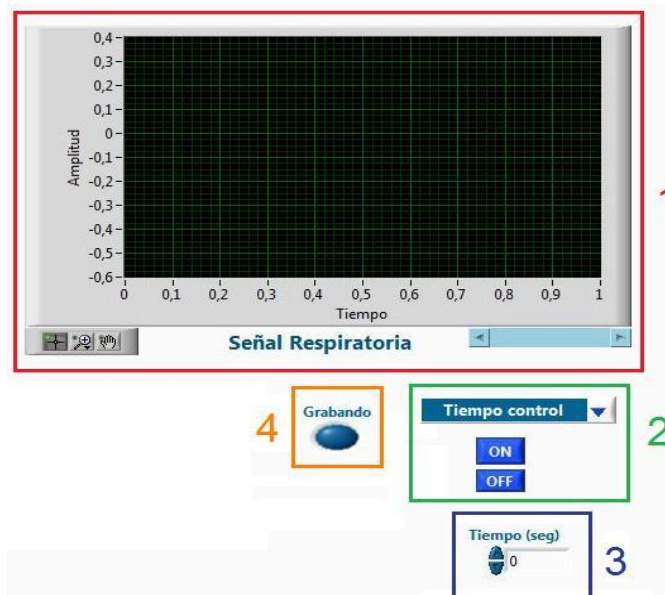 0,4
0,3
0,2
0,1
0
-0,1
-0,2
-0,3
-0,4
-0,5
-0,6
Amplitud
0 0,1 0,2 0,3 0,4 0,5 0,6 0,7 0,8 0,9 1
Tiempo
Señal Respiratoria
1
4
Grabando
Tiempo control
ON
OFF
2
Tiempo (seg)
0
3